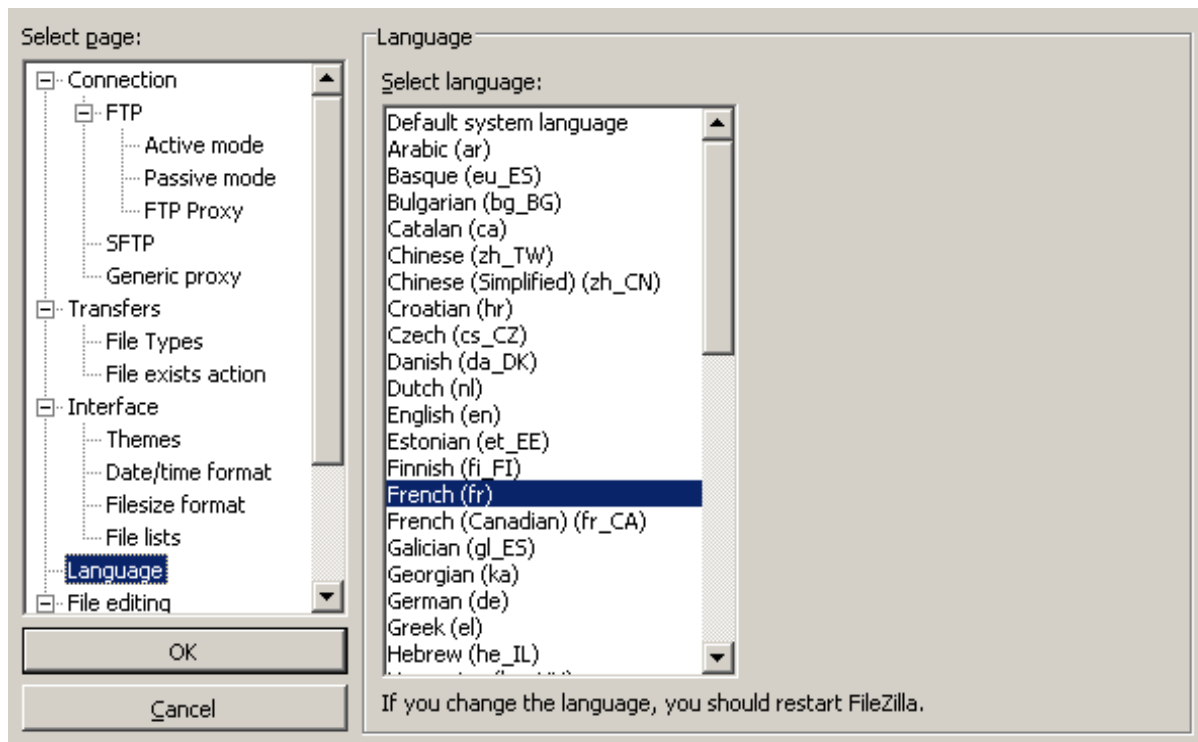 Select page:
Connection
FTP
Active mode
Passive mode
FTP Proxy
SFTP
Generic proxy
Transfers
File Types
File exists action
Interface
Themes
Date/time format
Filesize format
File lists
Language
File editing
OK
Cancel
Language
Select language:
Default system language
Arabic (ar)
Basque (eu_ES)
Bulgarian (bg_BG)
Catalan (ca)
Chinese (zh_TW)
Chinese (Simplified) (zh_CN)
Croatian (hr)
Czech (cs_CZ)
Danish (da_DK)
Dutch (nl)
English (en)
Estonian (et_EE)
Finnish (fi_FI)
French (fr)
French (Canadian) (fr_CA)
Galician (gl_ES)
Georgian (ka)
German (de)
Greek (el)
Hebrew (he_IL)
If you change the language, you should restart FileZilla.